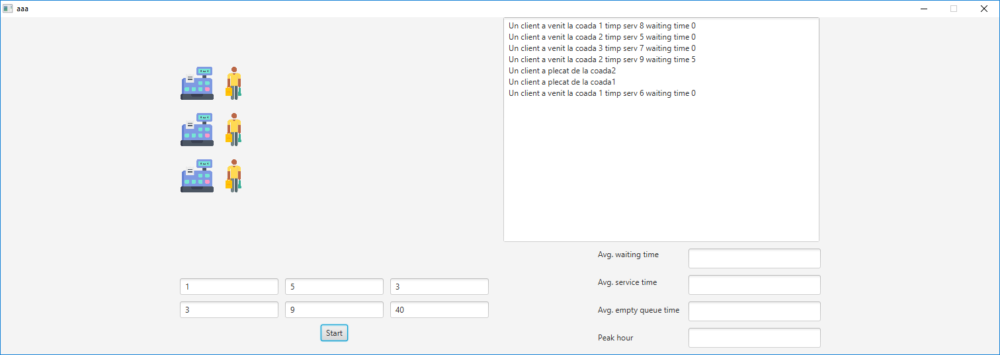 aaa
Un client a venit la coada 1 timp serv 8 waiting time 0
Un client a venit la coada 2 timp serv 5 waiting time 0
Un client a venit la coada 3 timp serv 7 waiting time 0
Un client a venit la coada 2 timp serv 9 waiting time 5
Un client a plecat de la coada2
Un client a plecat de la coada1
Un client a venit la coada 1 timp serv 6 waiting time 0
1 5 3
3 9 40
Start
Avg. waiting time
Avg. service time
Avg. empty queue time
Peak hour